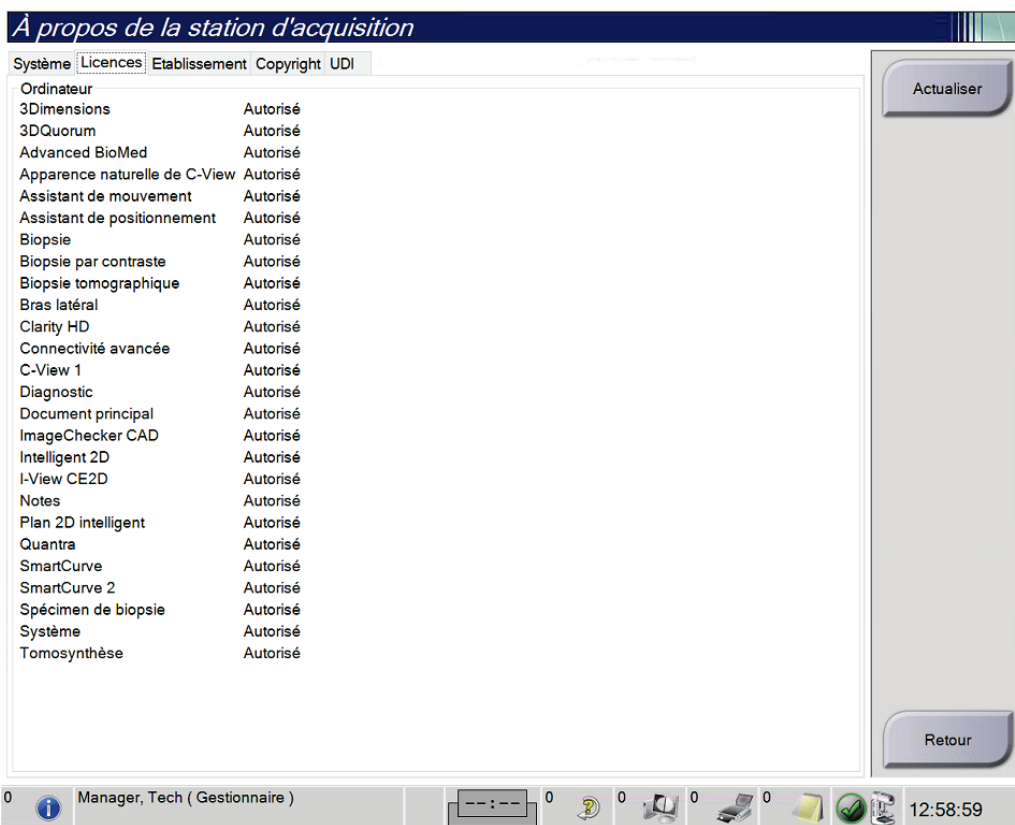 À propos de la station d'acquisition
Système Licences Etablissement Copyright UDI
Actualiser
Ordinateur
3Dimensions Autorisé
3DQuorum Autorisé
Advanced BioMed Autorisé
Apparence naturelle de C-View Autorisé
Assistant de mouvement Autorisé
Assistant de positionnement Autorisé
Biopsie Autorisé
Biopsie par contraste Autorisé
Biopsie tomographique Autorisé
Bras latéral Autorisé
Clarity HD Autorisé
Connectivité avancée Autorisé
C-View 1 Autorisé
Diagnostic Autorisé
Document principal Autorisé
ImageChecker CAD Autorisé
Intelligent 2D Autorisé
I-View CE2D Autorisé
Notes Autorisé
Plan 2D intelligent Autorisé
Quantra Autorisé
SmartCurve Autorisé
SmartCurve 2 Autorisé
Spécimen de biopsie Autorisé
Système Autorisé
Tomosynthèse Autorisé
Retour
0 Manager, Tech ( Gestionnaire ) --:-- 0 0 0 0 12:58:59